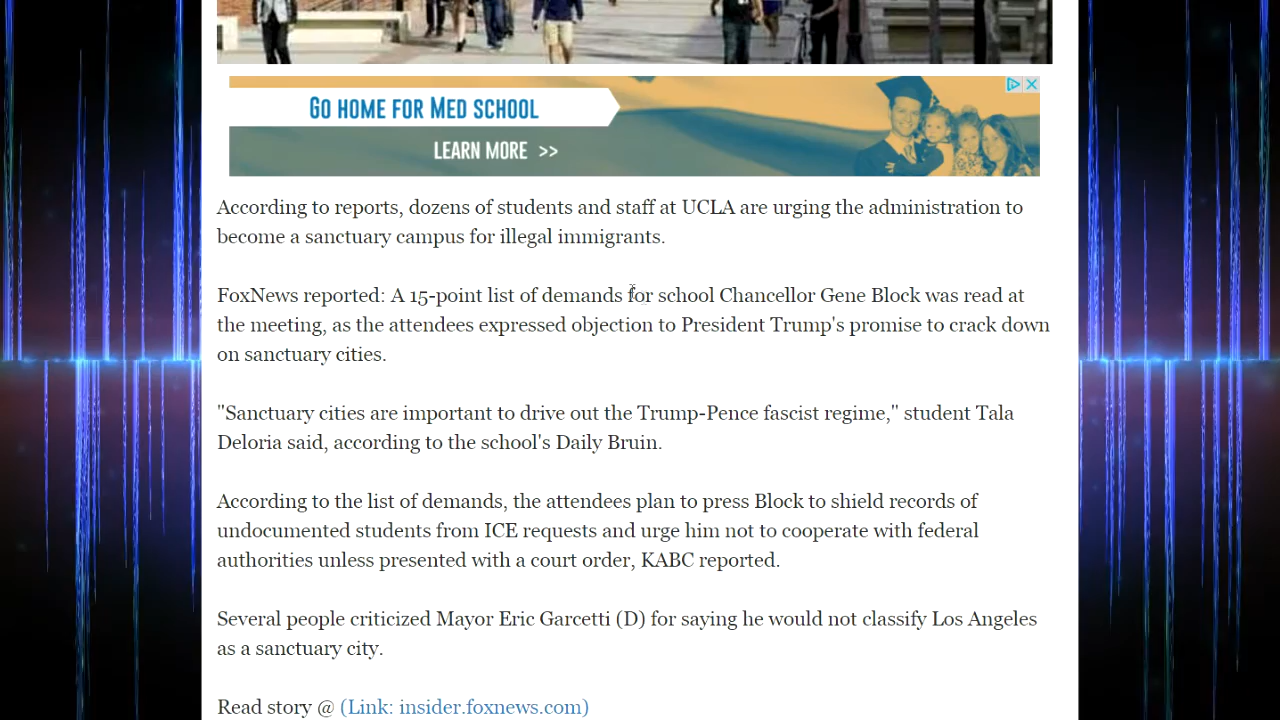 GO HOME FOR MED SCHOOL
LEARN MORE >>
According to reports, dozens of students and staff at UCLA are urging the administration to
become a sanctuary campus for illegal immigrants.
FoxNews reported: A 15-point list of demands for school Chancellor Gene Block was read at
the meeting, as the attendees expressed objection to President Trump's promise to crack down
on sanctuary cities.
"Sanctuary cities are important to drive out the Trump-Pence fascist regime," student Tala
Deloria said, according to the school's Daily Bruin.
According to the list of demands, the attendees plan to press Block to shield records of
undocumented students from ICE requests and urge him not to cooperate with federal
authorities unless presented with a court order, KABC reported.
Several people criticized Mayor Eric Garcetti (D) for saying he would not classify Los Angeles
as a sanctuary city.
Read story @ (Link: insider.foxnews.com)